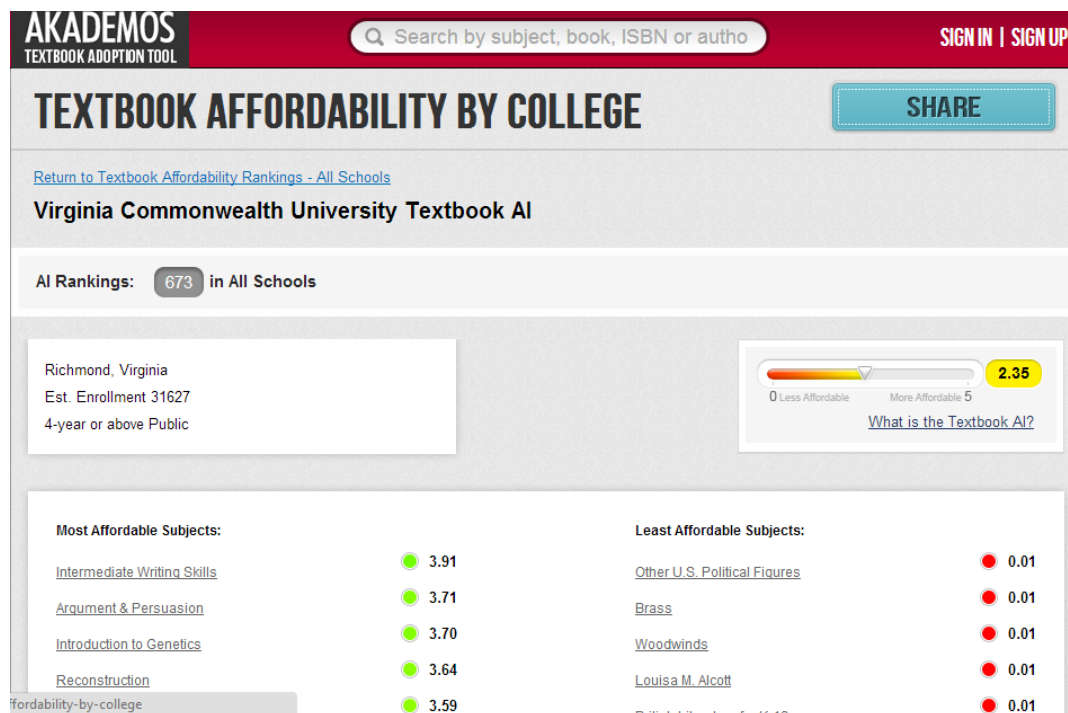 AKADEMOS
TEXTBOOK ADOPTION TOOL
Search by subject, book, ISBN or autho
SIGN IN | SIGN UP
TEXTBOOK AFFORDABILITY BY COLLEGE
SHARE
Return to Textbook Affordability Rankings - All Schools
Virginia Commonwealth University Textbook AI
AI Rankings: 673 in All Schools
Richmond, Virginia
Est. Enrollment 31627
4-year or above Public
2.35
0 Less Affordable More Affordable 5
What is the Textbook AI?
Most Affordable Subjects:
Intermediate Writing Skills 3.91
Argument & Persuasion 3.71
Introduction to Genetics 3.70
Reconstruction 3.64
3.59
Least Affordable Subjects:
Other U.S. Political Figures 0.01
Brass 0.01
Woodwinds 0.01
Louisa M. Alcott 0.01
0.01
ffordability-by-college